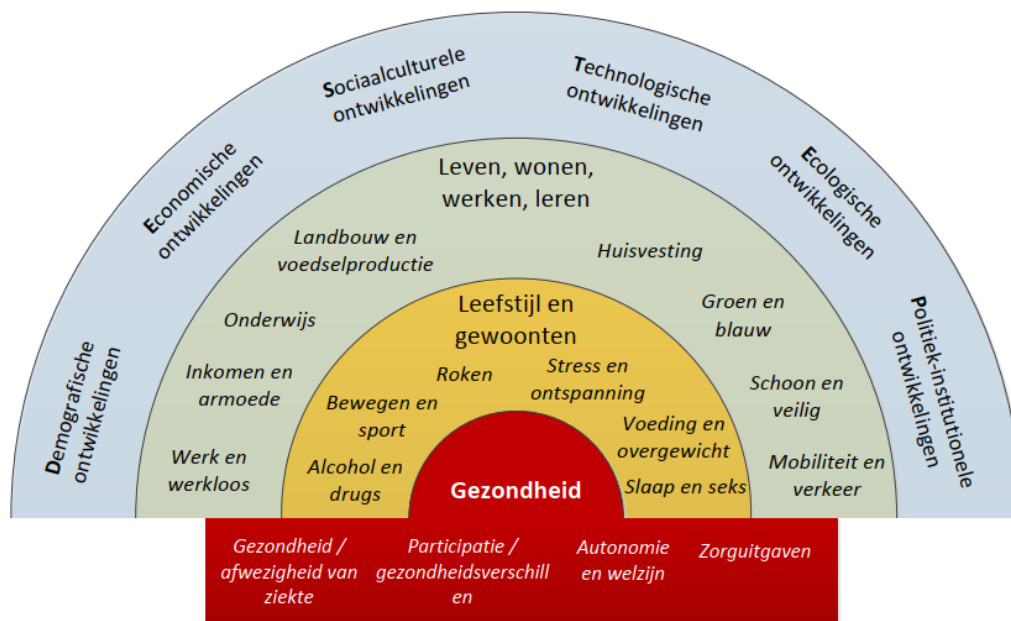 Demografische
ontwikkelingen
Economische
ontwikkelingen
Sociaalculturele
ontwikkelingen
Technologische
ontwikkelingen
Ecologische
ontwikkelingen
Politiek-institutionele
ontwikkelingen
Leven, wonen,
werken, leren
Werk en
werkloos
Inkomen en
armoede
Onderwijs
Landbouw en
voedselproductie
Huisvesting
Groen en
blauw
Schoon en
veilig
Mobiliteit en
verkeer
Leefstijl en
gewoonten
Alcohol en
drugs
Bewegen en
sport
Roken
Stress en
ontspanning
Voeding en
overgewicht
Slaap en seks
Gezondheid
Gezondheid /
afwezigheid van
ziekte
Participatie /
gezondheidsverschill
en
Autonomie
en welzijn
Zorguitgaven